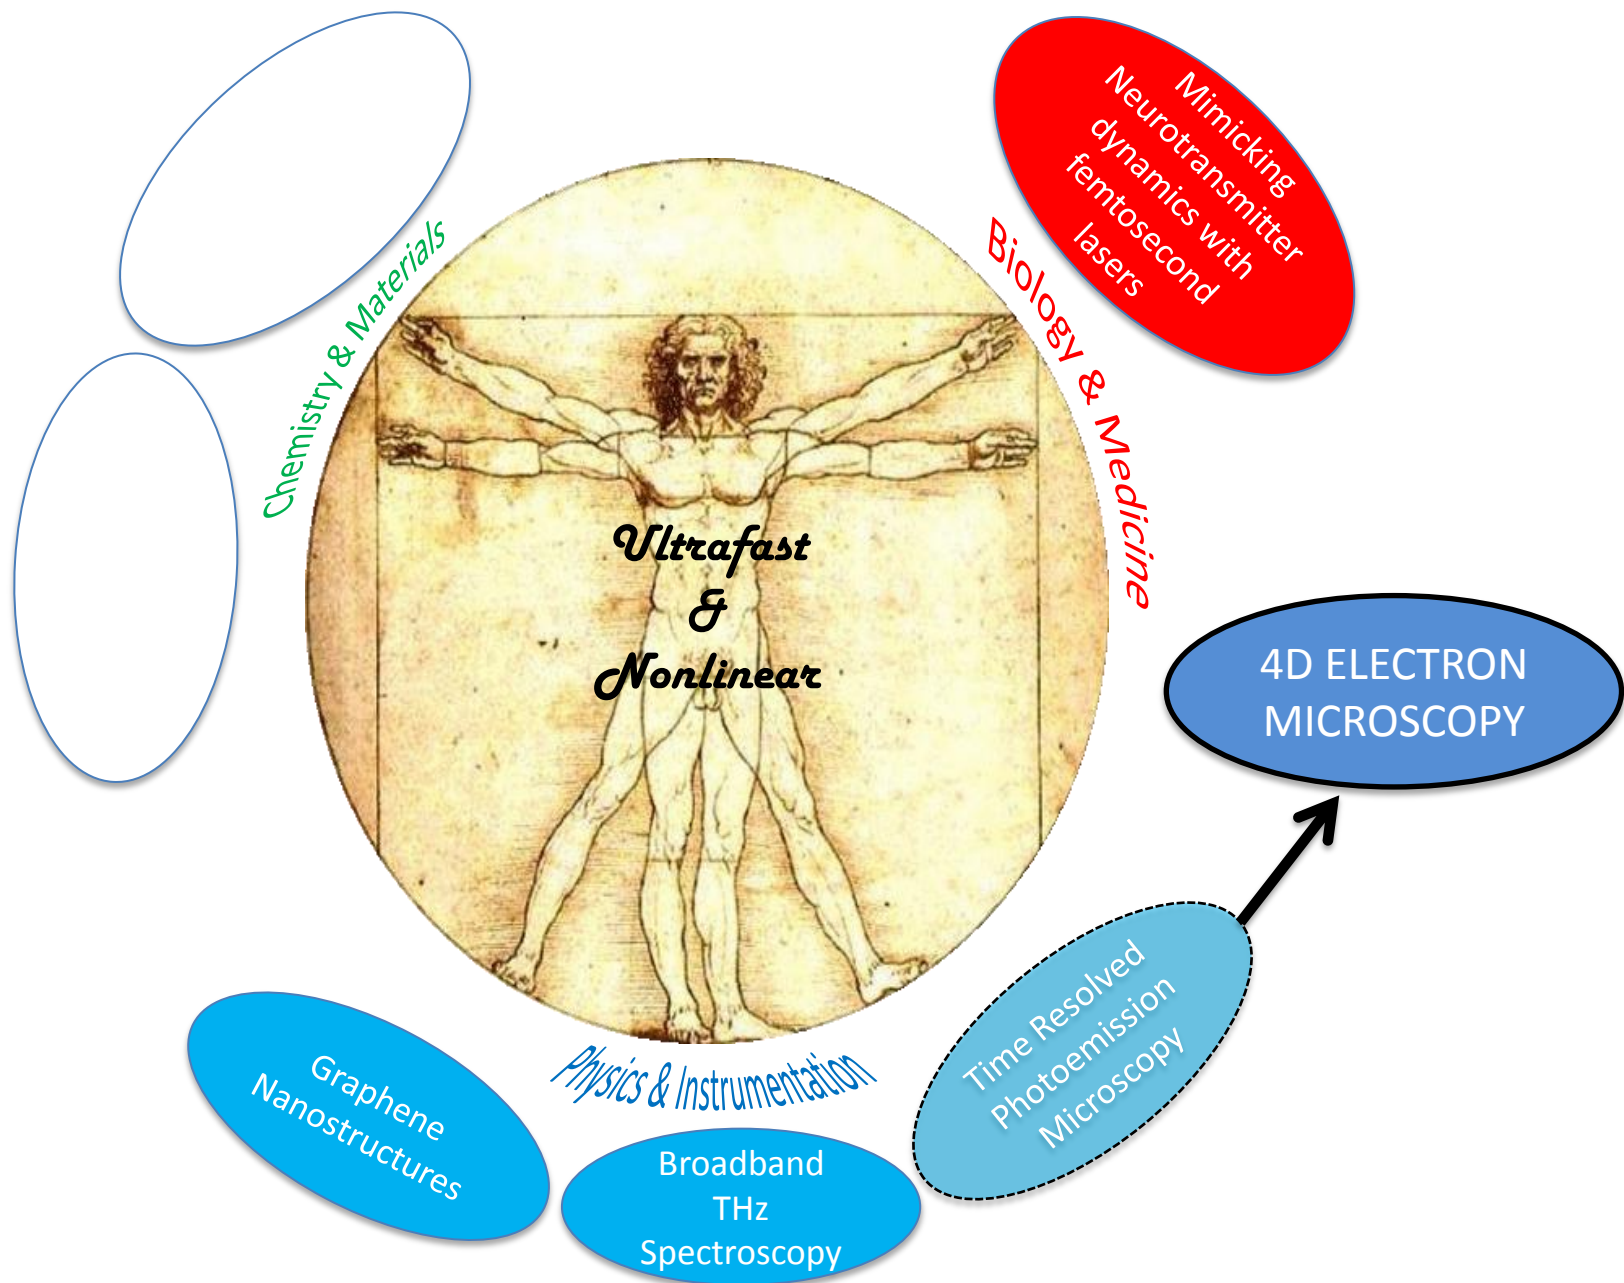 Mimicking
Neurotransmitter
dynamics with
femtosecond
lasers
Chemistry & Materials
Biology & Medicine
Ultrafast
&
Nonlinear
4D ELECTRON
MICROSCOPY
Time Resolved
Photoemission
Microscopy
Physics & Instrumentation
Graphene
Nanostructures
Broadband
THz
Spectroscopy